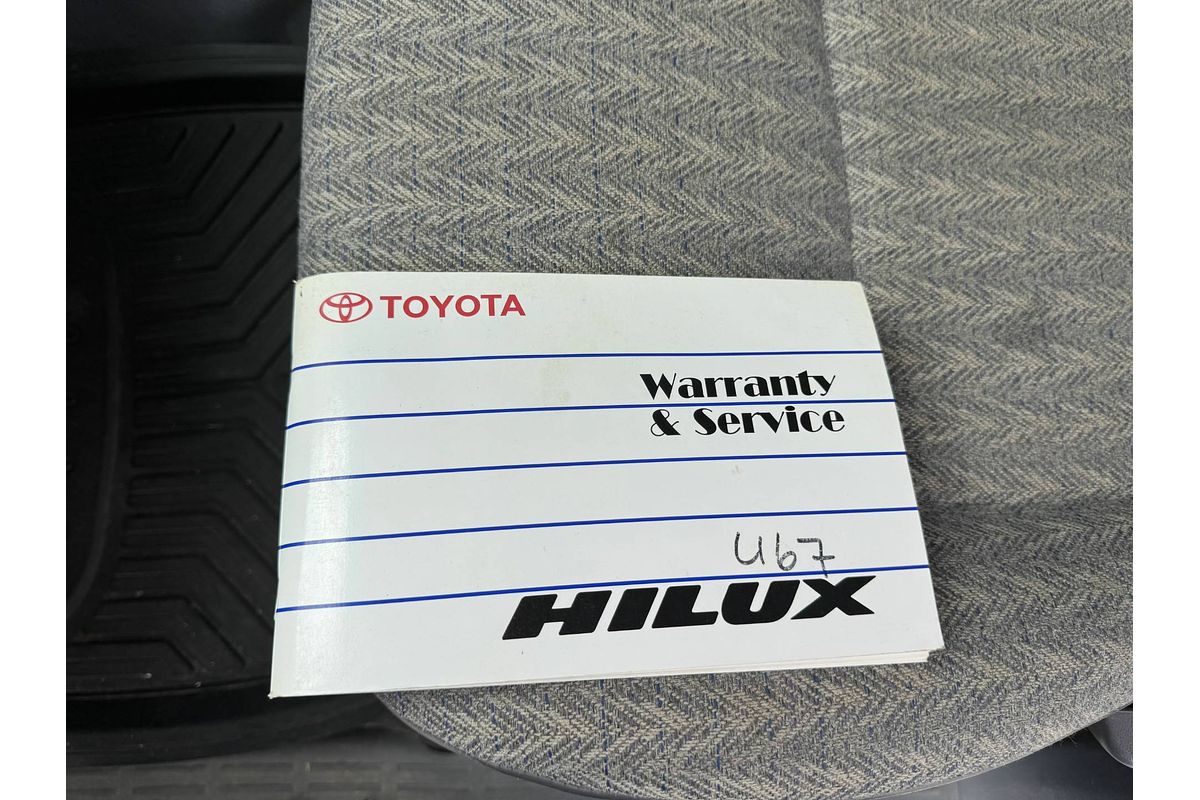 TOYOTA
Warranty
& Service
U67
HILUX